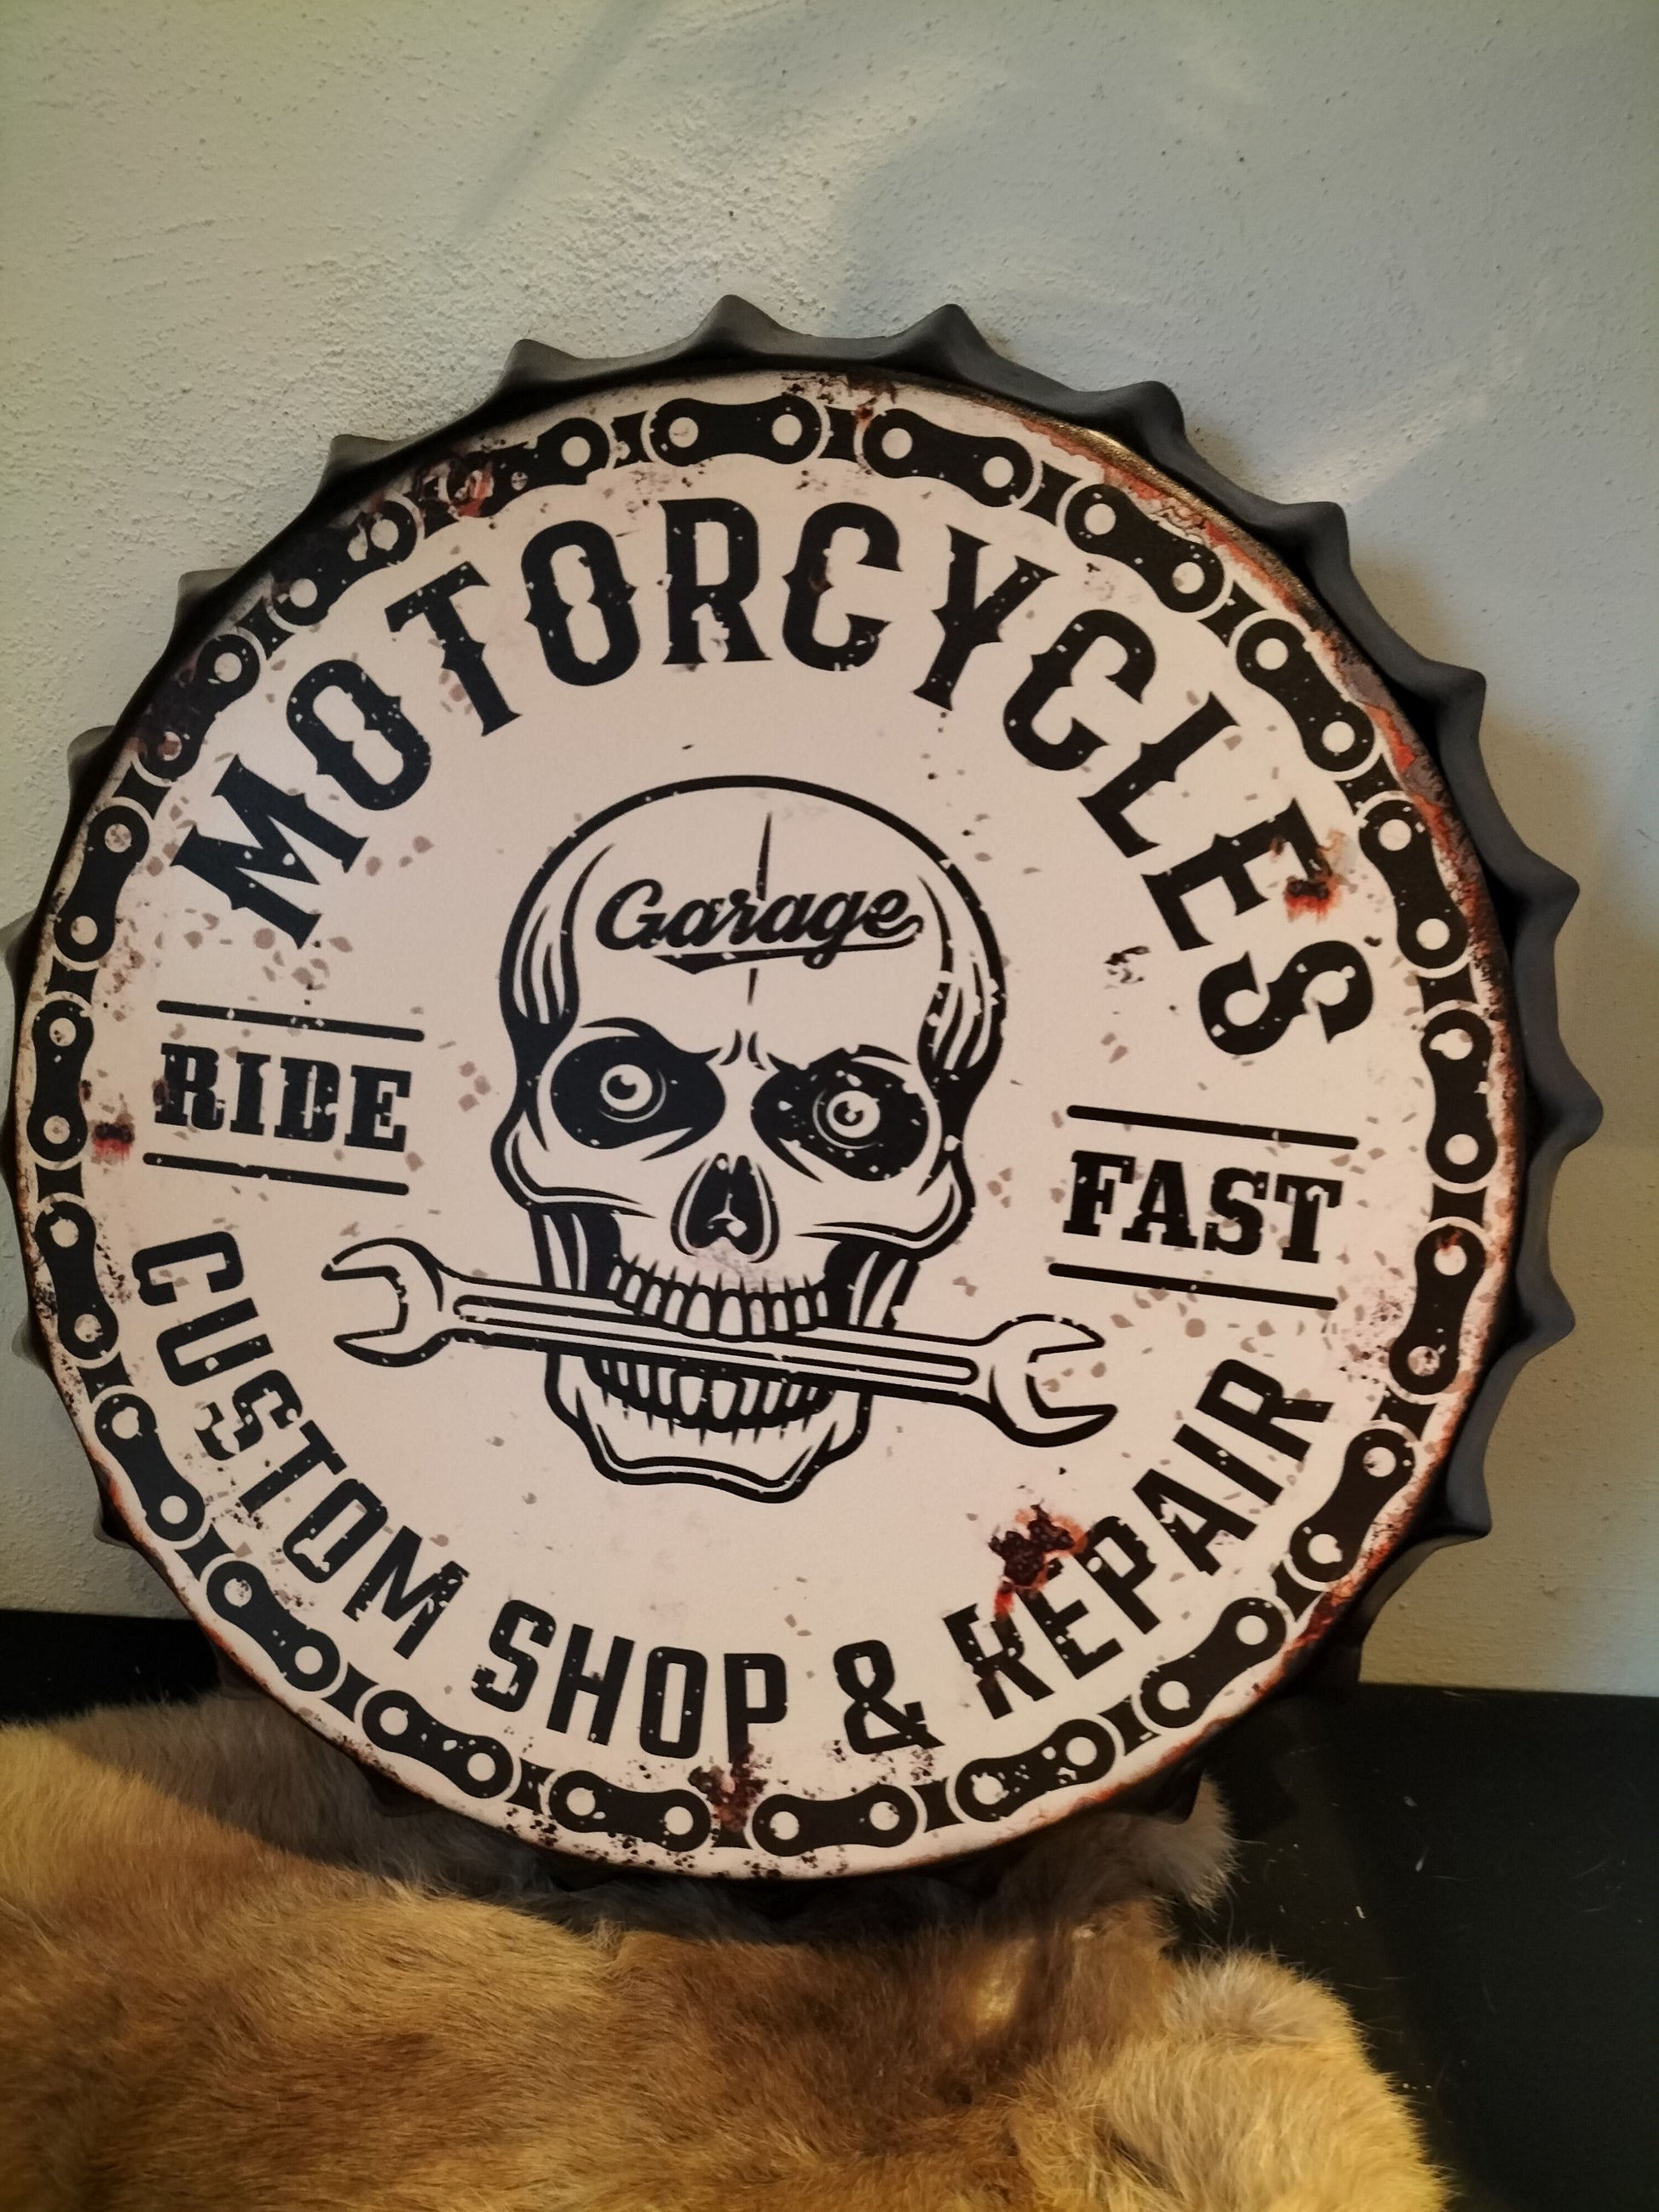 MOTORCYCLES
Garage
RIDE
FAST
CUSTOM SHOP & REPAIR